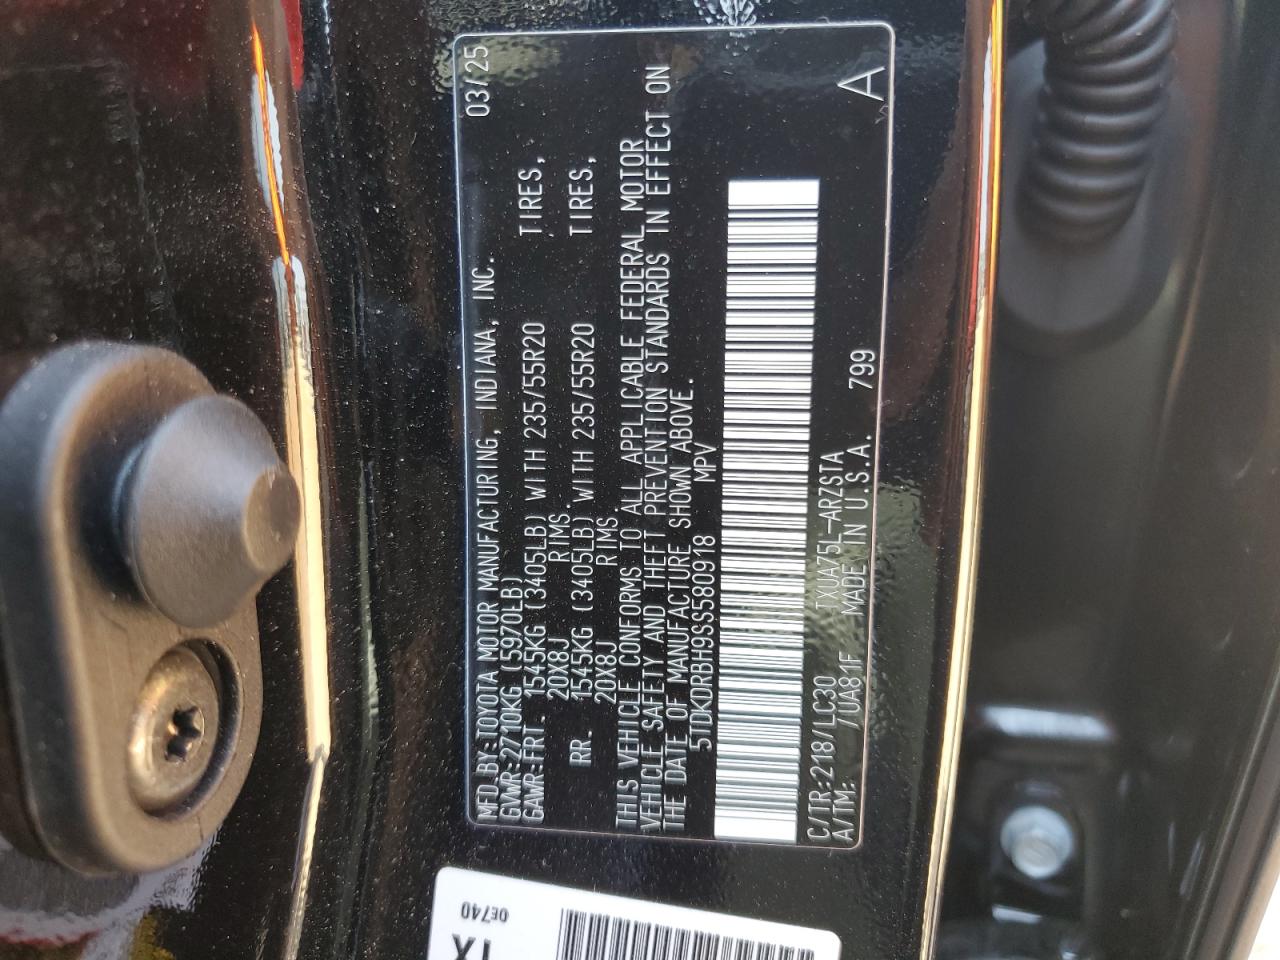 MFD.BY:TOYOTA MOTOR MANUFACTURING, INDIANA, INC. 03/25
GVWR:2710KG (5970LB)
GAWR:FRT. 1545KG (3405LB) WITH 235/55R20 TIRES,
20X8J RIMS.
RR. 1545KG (3405LB) WITH 235/55R20 TIRES,
20X8J RIMS.
THIS VEHICLE CONFORMS TO ALL APPLICABLE FEDERAL MOTOR
VEHICLE SAFETY AND THEFT PREVENTION STANDARDS IN EFFECT ON
THE DATE OF MANUFACTURE SHOWN ABOVE.
5TDKDRBH9SS580918 MPV
C/TR:218/LC30 TXUA75L-ARZSTA A
A/TM: /UA81F MADE IN U.S.A. 799
0E740
TX